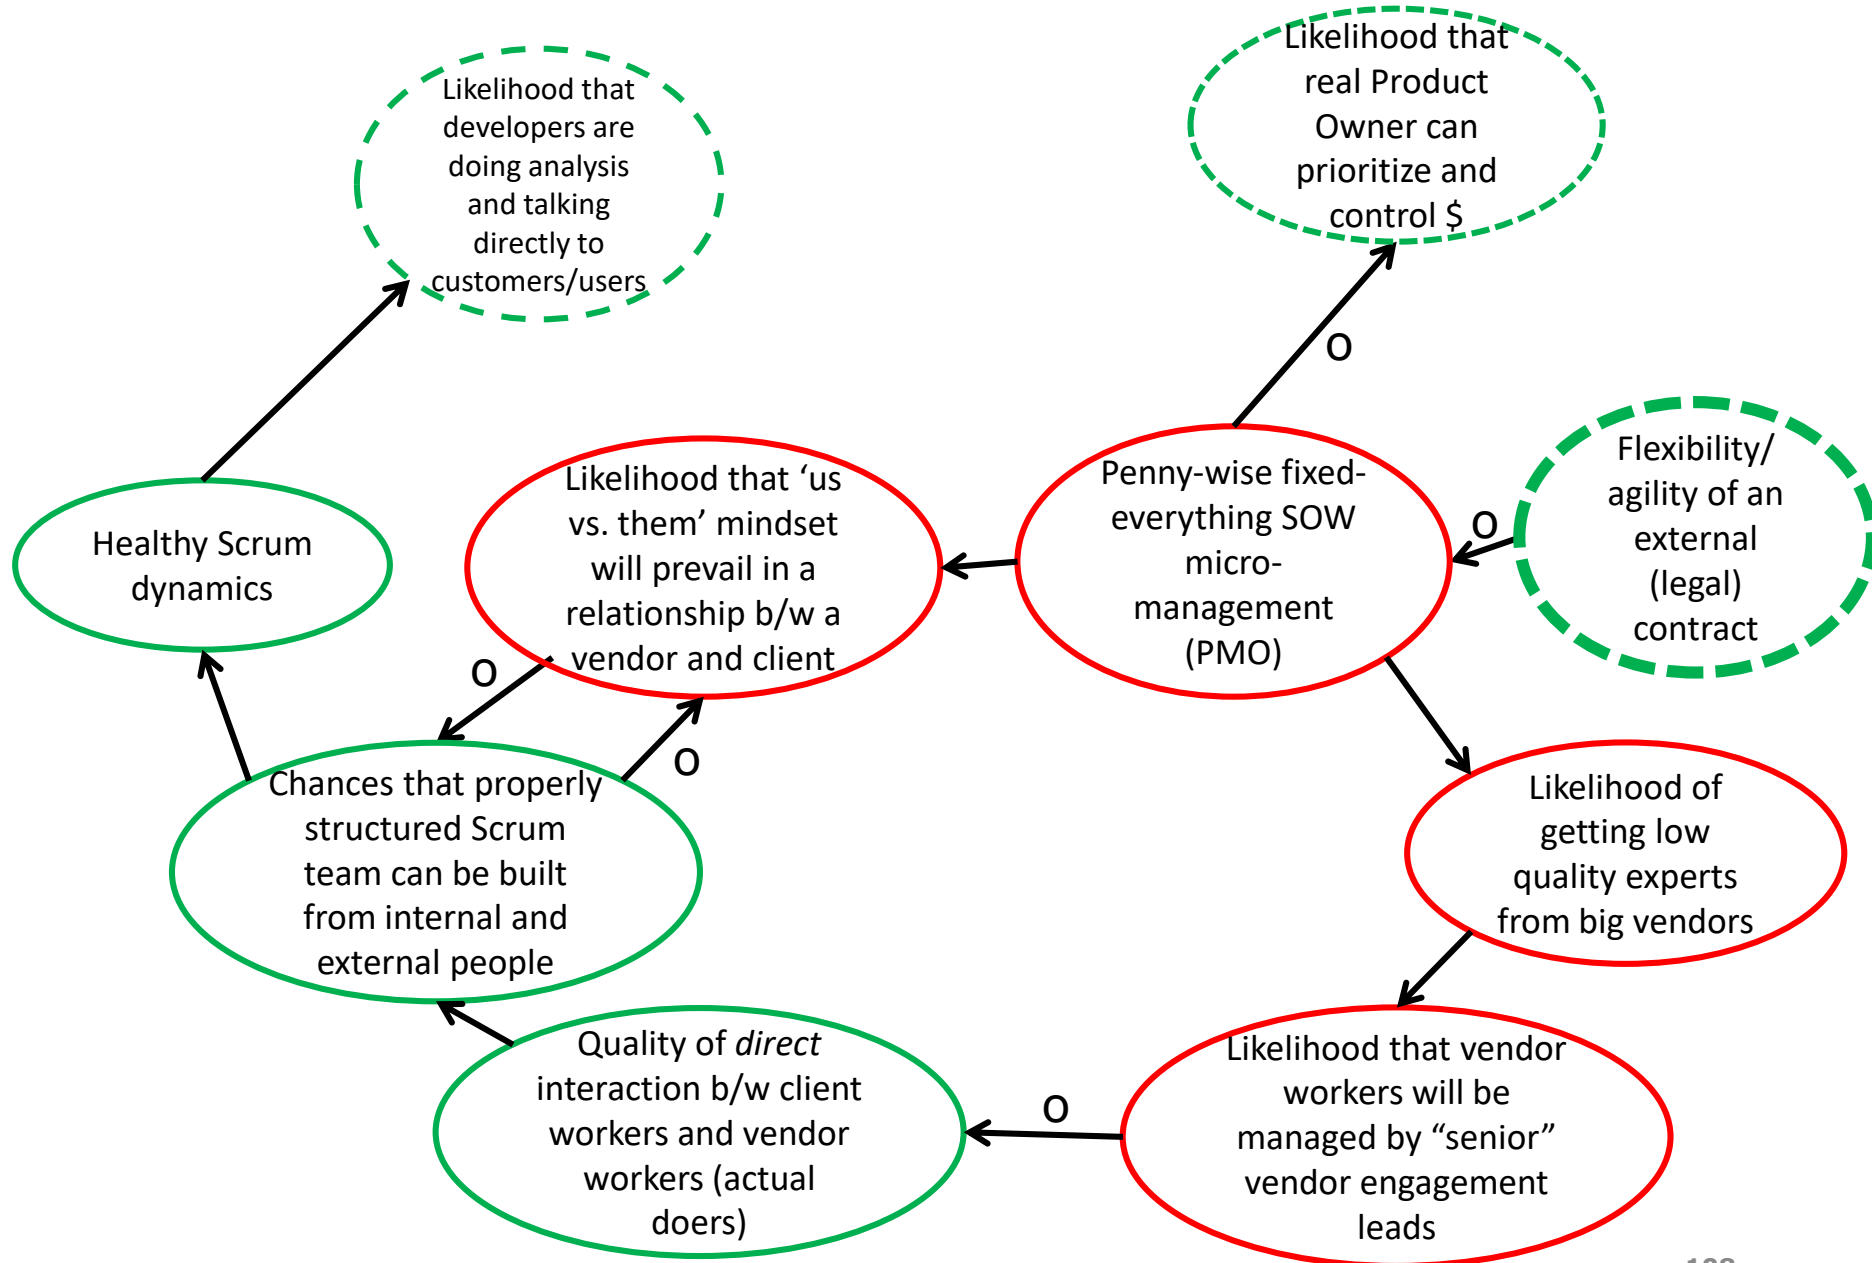 Likelihood that
real Product
Owner can
prioritize and
control $
Likelihood that
developers are
doing analysis
and talking
directly to
customers/users
O
Flexibility/
agility of an
external
(legal)
contract
O
Penny-wise fixed-
everything SOW
micro-
management
(PMO)
Likelihood that ‘us
vs. them’ mindset
will prevail in a
relationship b/w a
vendor and client
Healthy Scrum
dynamics
O
O
Chances that properly
structured Scrum
team can be built
from internal and
external people
Likelihood of
getting low
quality experts
from big vendors
Quality of direct
interaction b/w client
workers and vendor
workers (actual
doers)
O
Likelihood that vendor
workers will be
managed by “senior”
vendor engagement
leads